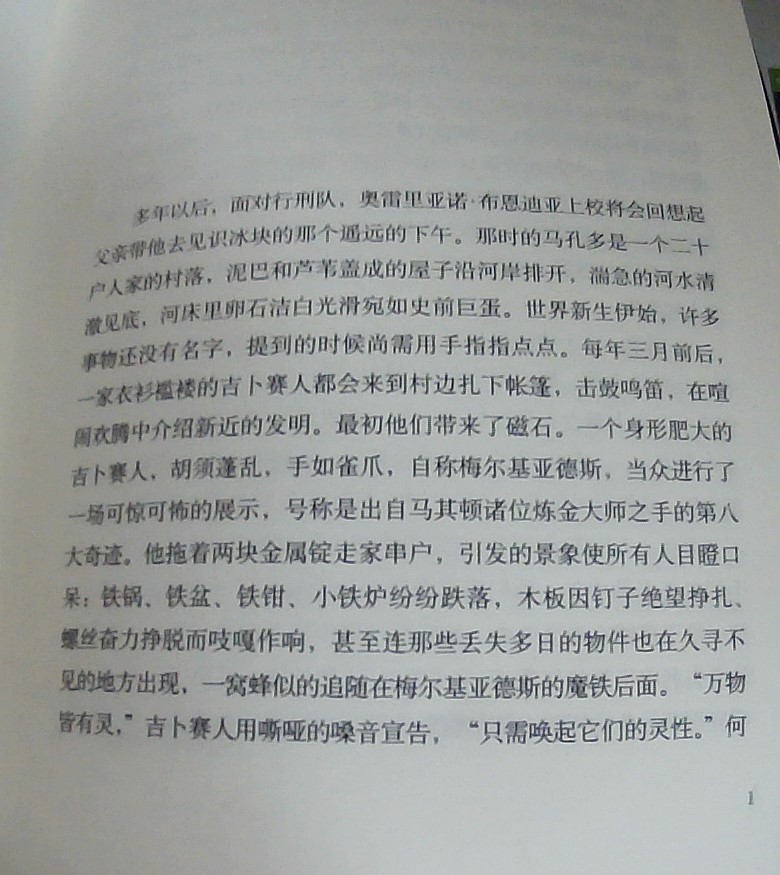 多年以后，面对行刑队，奥雷里亚诺·布恩迪亚上校将会回想起
父亲带他去见识冰块的那个遥远的下午。那时的马孔多是一个二十
户人家的村落，泥巴和芦苇盖成的屋子沿河岸排开，湍急的河水清
澈见底，河床里卵石洁白光滑宛如史前巨蛋。世界新生伊始，许多
事物还没有名字，提到的时候尚需用手指指点点。每年三月前后，
一家衣衫褴褛的吉卜赛人都会来到村边扎下帐篷，击鼓鸣笛，在喧
闹欢腾中介绍新近的发明。最初他们带来了磁石。一个身形肥大的
吉卜赛人，胡须蓬乱，手如雀爪，自称梅尔基亚德斯，当众进行了
一场可惊可怖的展示，号称是出自马其顿诸位炼金大师之手的第八
大奇迹。他拖着两块金属锭走家串户，引发的景象使所有人目瞪口
呆：铁锅、铁盆、铁钳、小铁炉纷纷跌落，木板因钉子绝望挣扎、
螺丝奋力挣脱而吱嘎作响，甚至连那些丢失多日的物件也在久寻不
见的地方出现，一窝蜂似的追随在梅尔基亚德斯的魔铁后面。“万物
皆有灵，”吉卜赛人用嘶哑的嗓音宣告，“只需唤起它们的灵性。”何
1